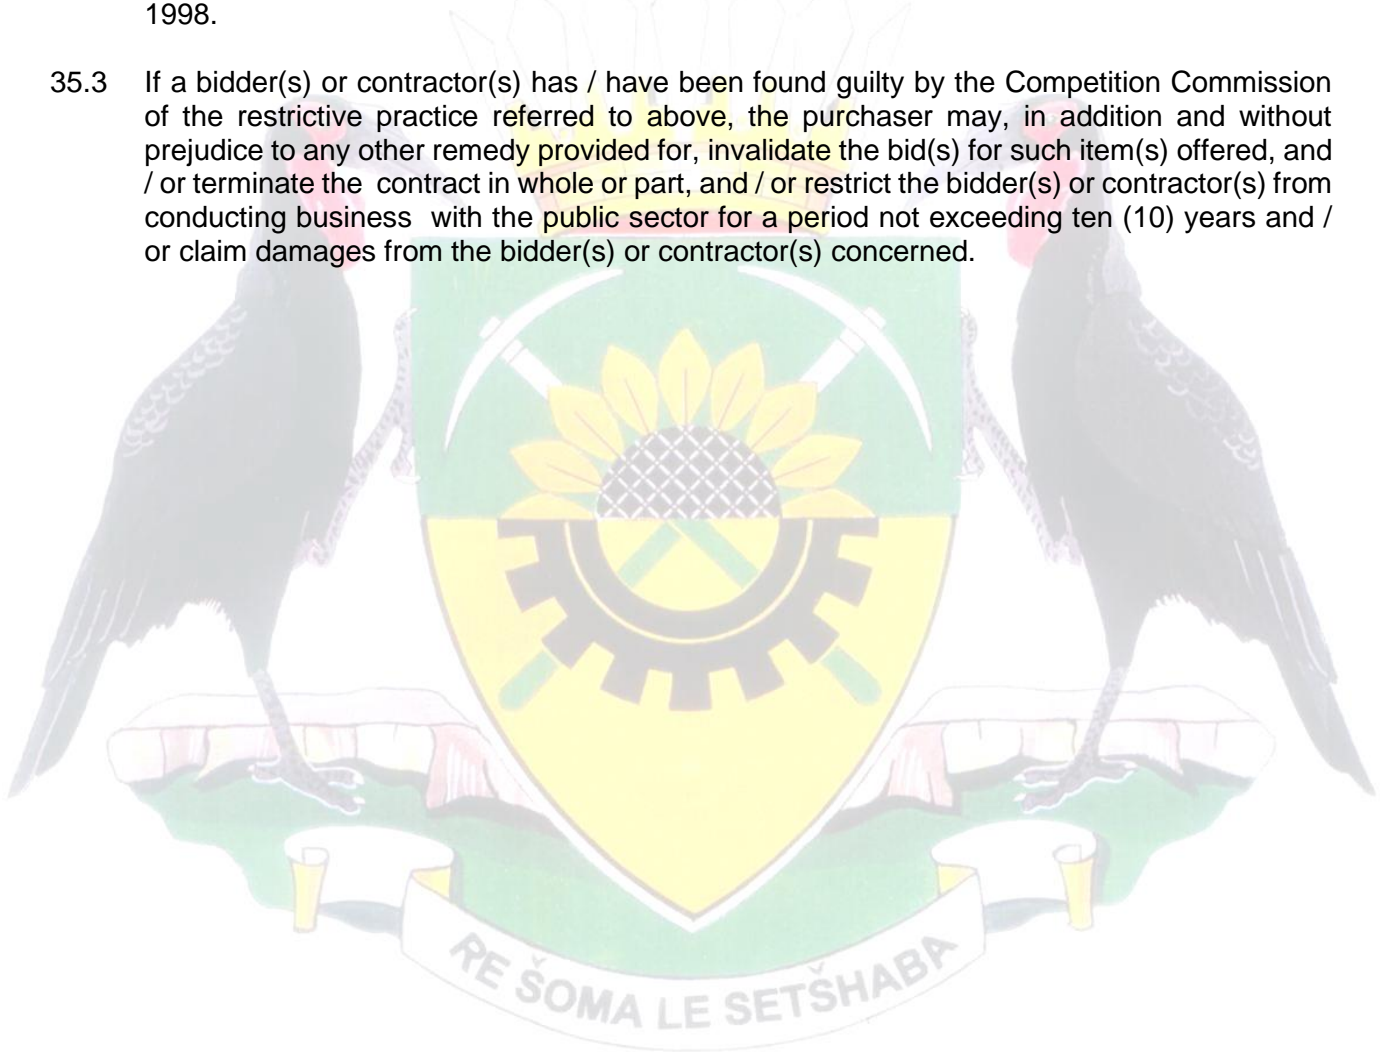 1998.
35.3 If a bidder(s) or contractor(s) has / have been found guilty by the Competition Commission
of the restrictive practice referred to above, the purchaser may, in addition and without
prejudice to any other remedy provided for, invalidate the bid(s) for such item(s) offered, and
/ or terminate the contract in whole or part, and / or restrict the bidder(s) or contractor(s) from
conducting business with the public sector for a period not exceeding ten (10) years and /
or claim damages from the bidder(s) or contractor(s) concerned.
RE ŠOMA LE SETŠHABA